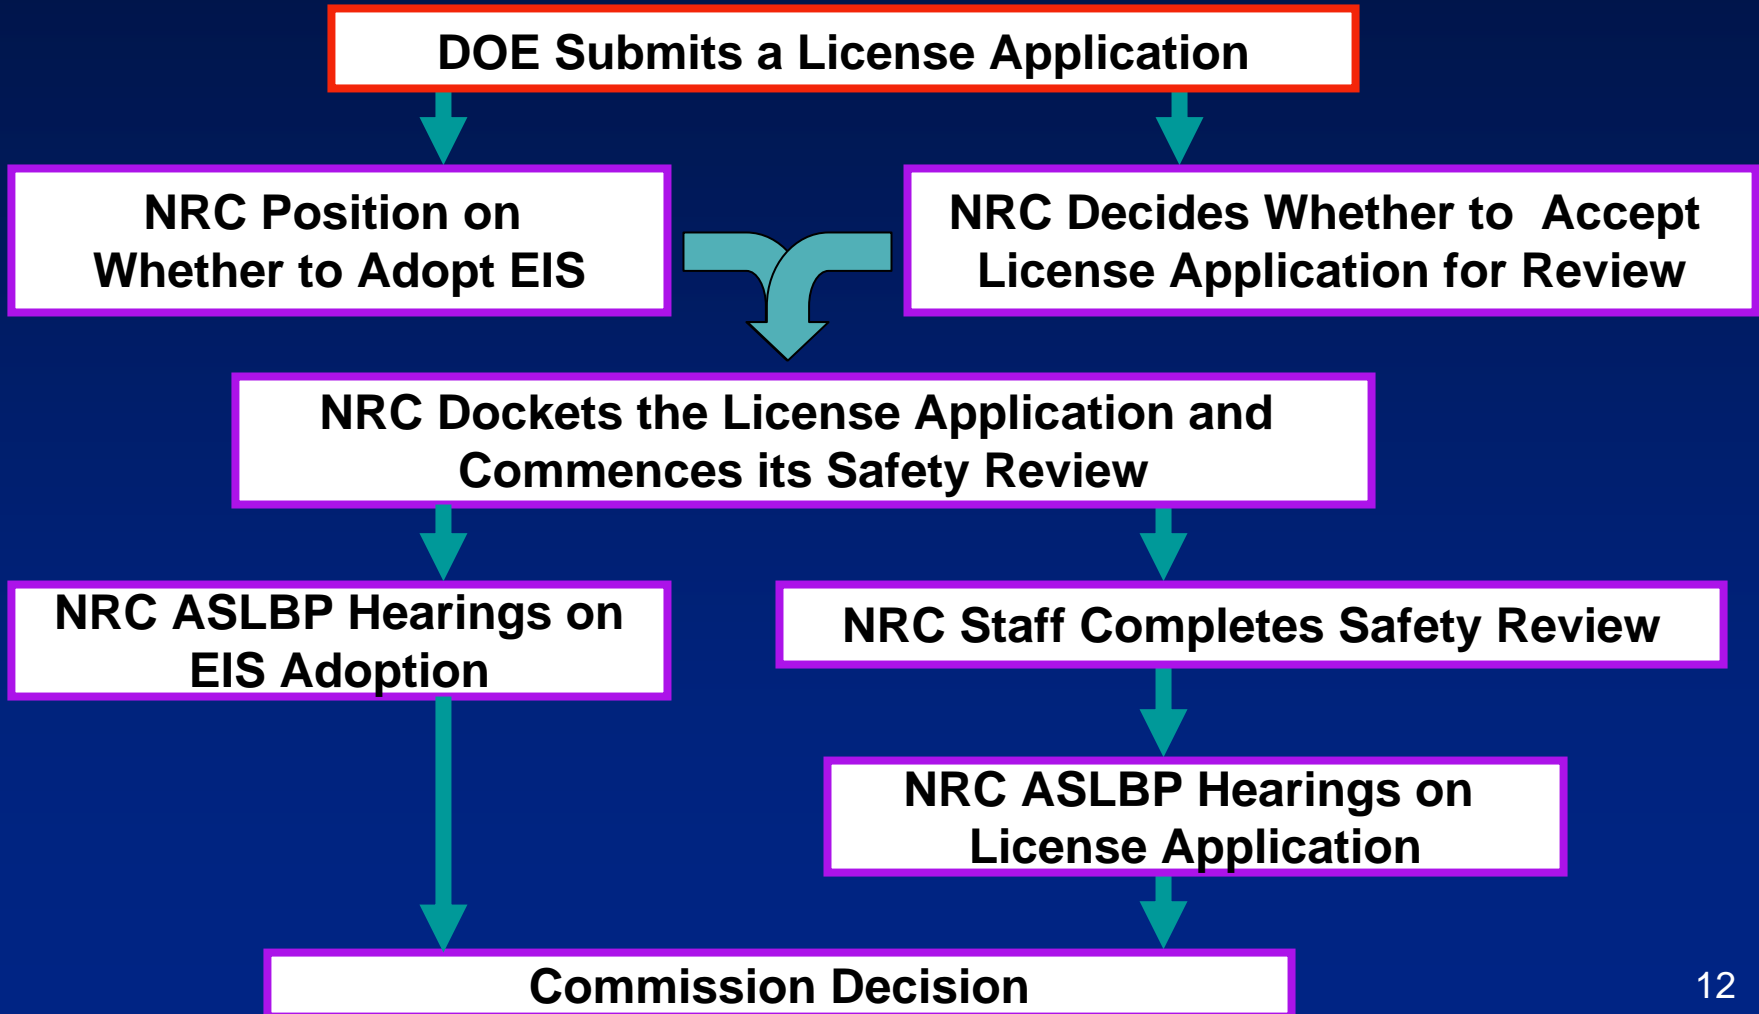 DOE Submits a License Application
NRC Position on
Whether to Adopt EIS
NRC Decides Whether to Accept
License Application for Review
NRC Dockets the License Application and
Commences its Safety Review
NRC ASLBP Hearings on
EIS Adoption
NRC Staff Completes Safety Review
NRC ASLBP Hearings on
License Application
Commission Decision
12